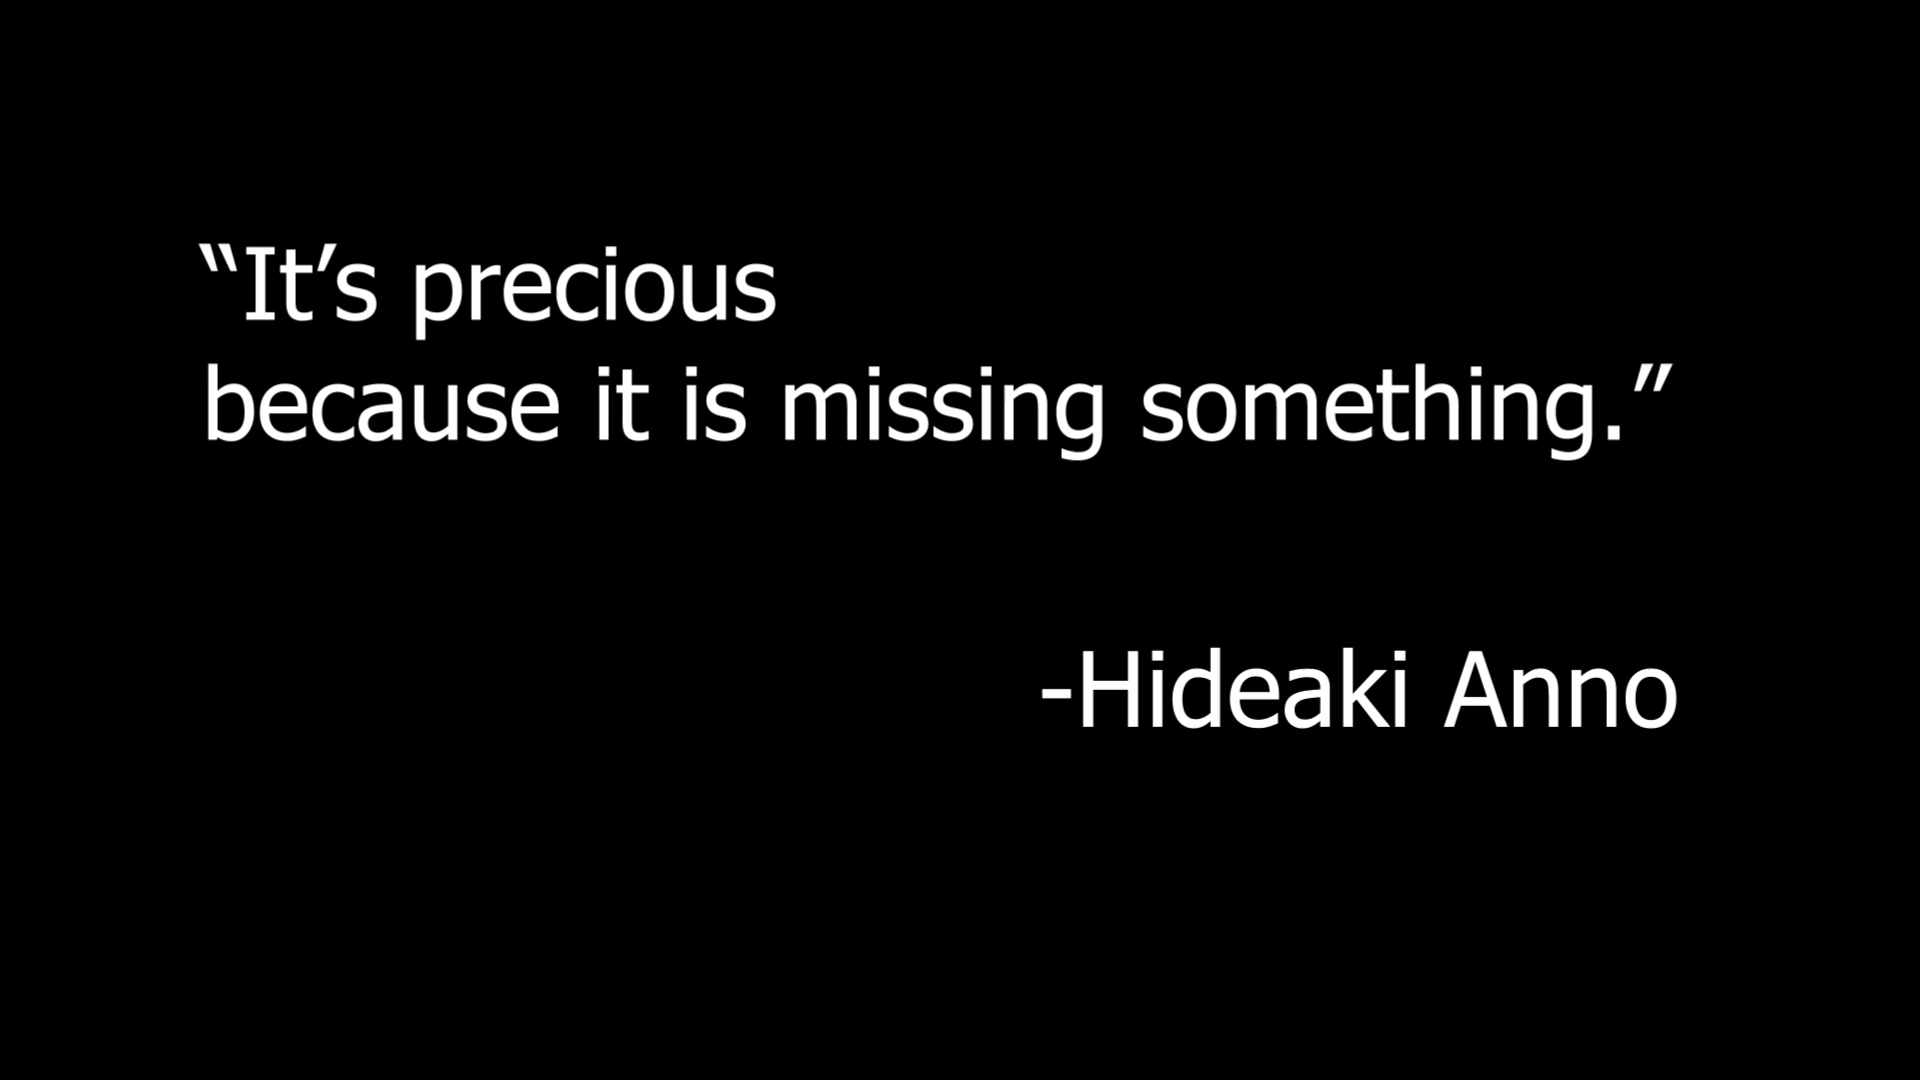 “It’s precious
because it is missing something.”
-Hideaki Anno